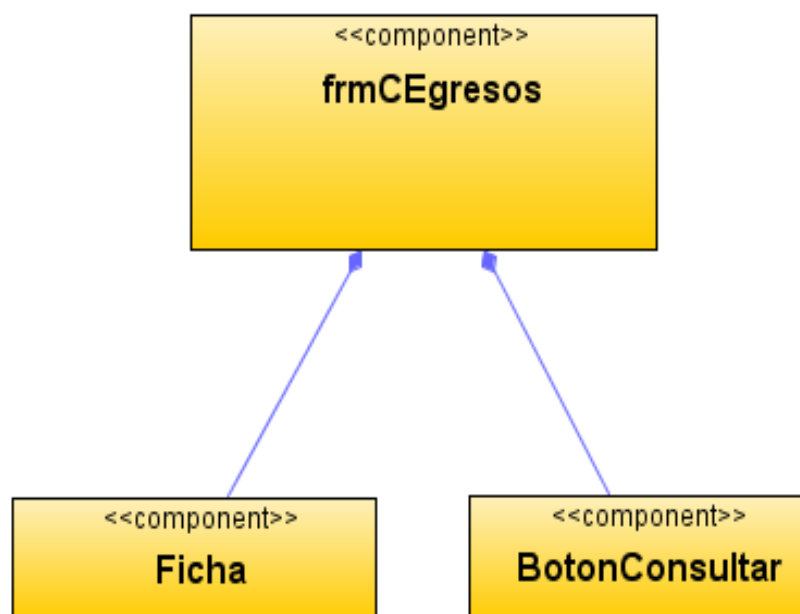 <<component>>
frmCEgresos
<<component>>
Ficha
<<component>>
BotonConsultar